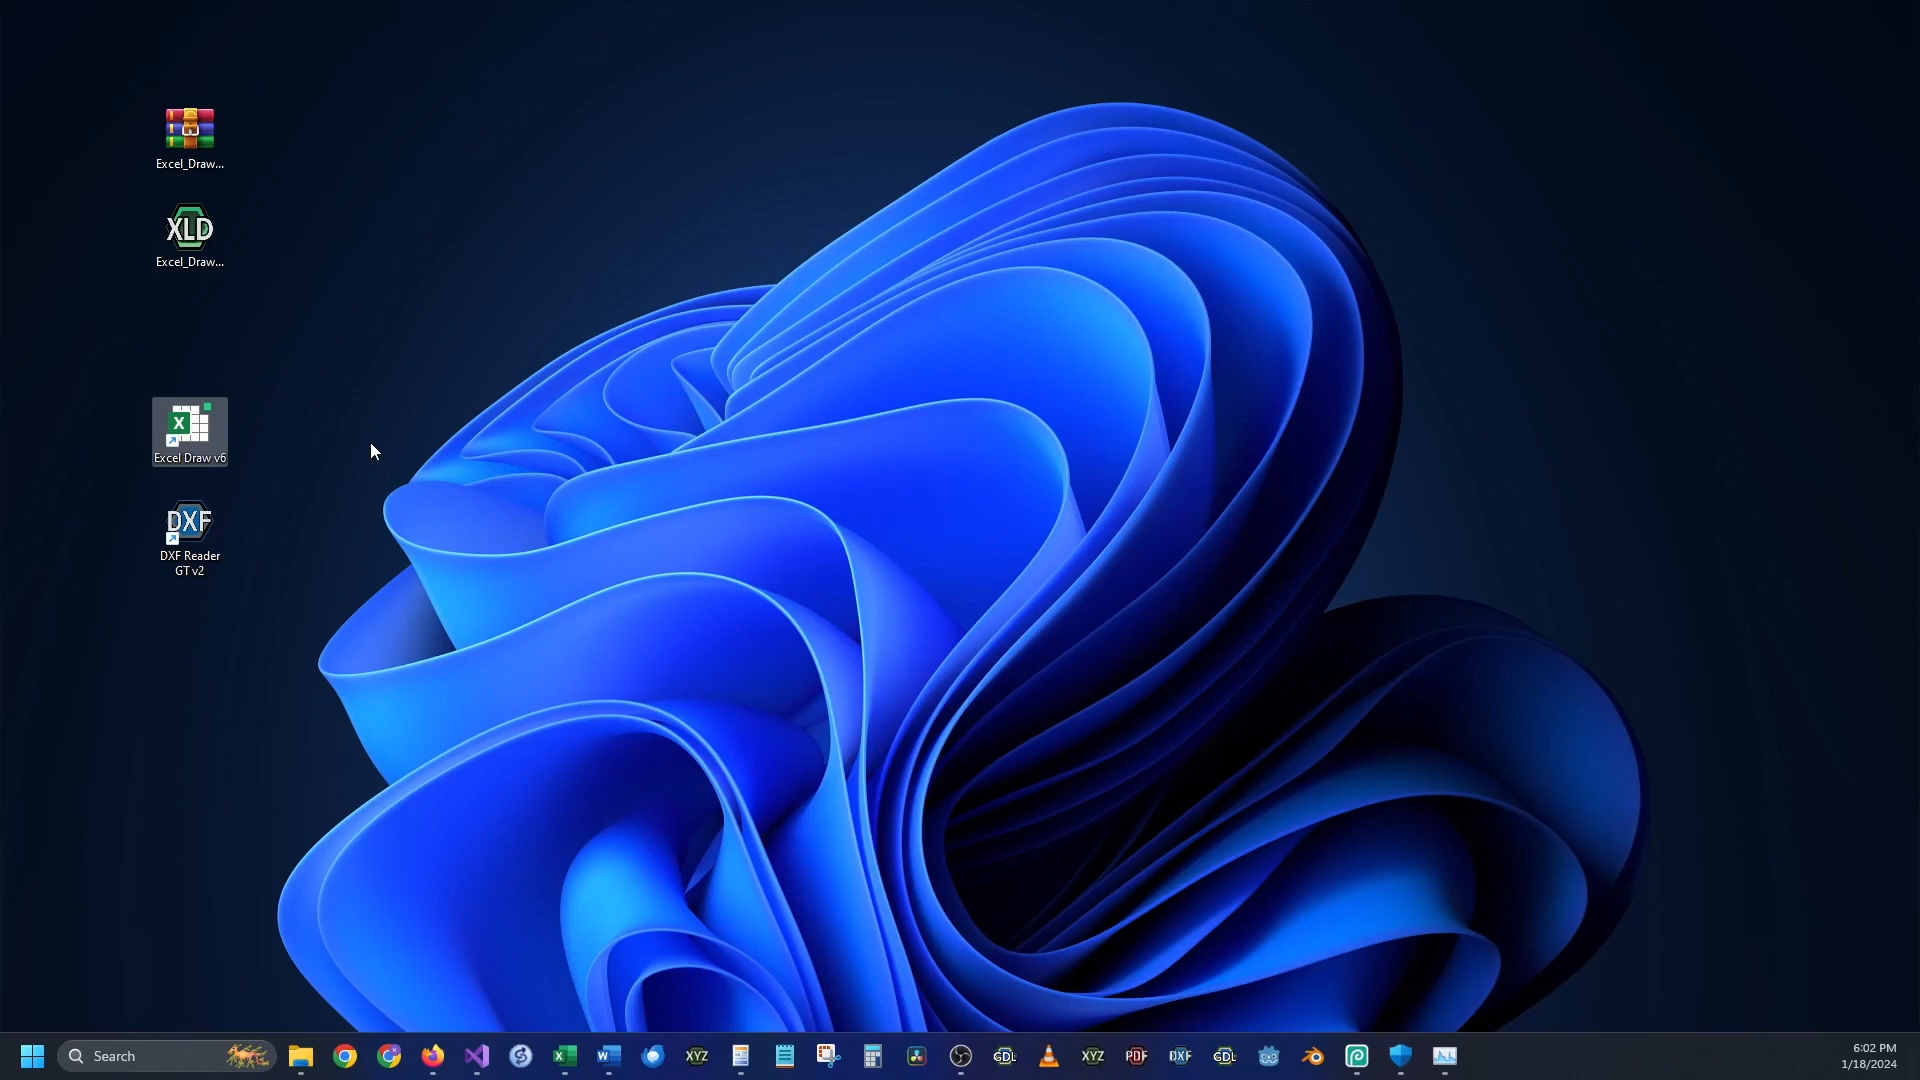 Excel_Draw...
XLD
Excel_Draw...
X
Excel Draw v6
DXF
DXF Reader
GT v2
Search
XYZ
GDL
XYZ
PDF
DXF
GDL
6:02 PM
1/18/2024